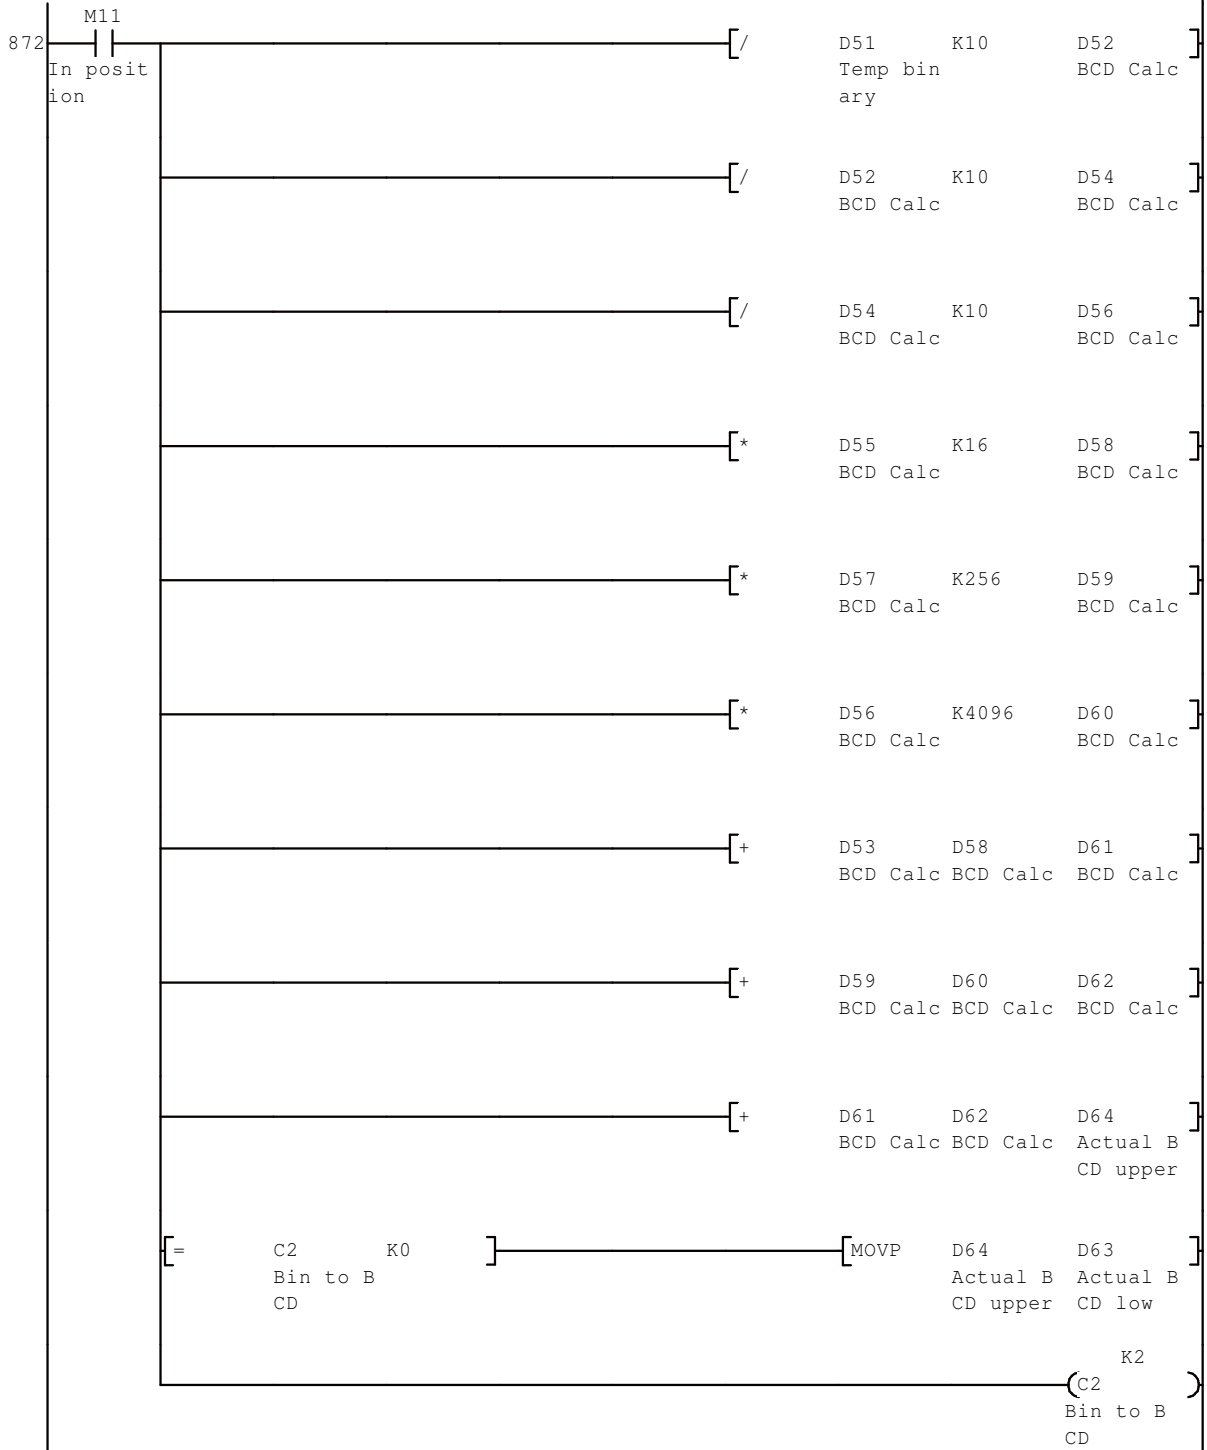 M11
872 / D51 K10 D52
In posit Temp bin BCD Calc
ion ary
/ D52 K10 D54
BCD Calc BCD Calc
/ D54 K10 D56
BCD Calc BCD Calc
* D55 K16 D58
BCD Calc BCD Calc
* D57 K256 D59
BCD Calc BCD Calc
* D56 K4096 D60
BCD Calc BCD Calc
+ D53 D58 D61
BCD Calc BCD Calc BCD Calc
+ D59 D60 D62
BCD Calc BCD Calc BCD Calc
+ D61 D62 D64
BCD Calc BCD Calc Actual B
CD upper
= C2 K0 MOVP D64 D63
Bin to B Actual B Actual B
CD CD upper CD low
K2
C2
Bin to B
CD